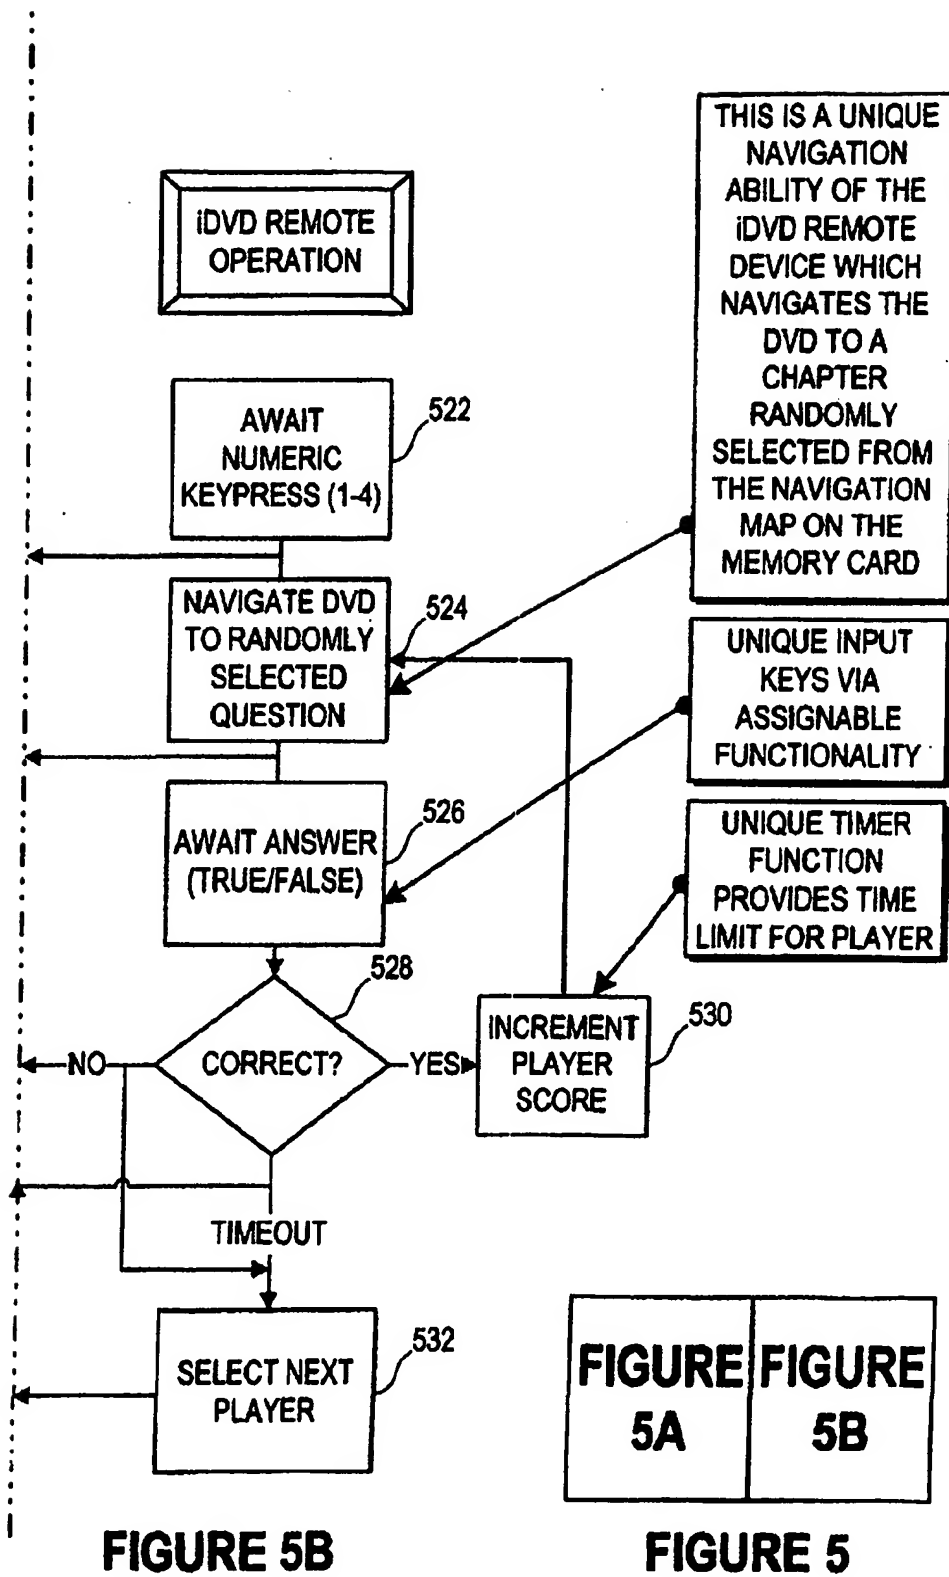 iDVD REMOTE
OPERATION
AWAIT
NUMERIC
KEYPRESS (1-4)
522
NAVIGATE DVD
TO RANDOMLY
SELECTED
QUESTION
524
AWAIT ANSWER
(TRUE/FALSE)
526
CORRECT?
528
NO
YES
INCREMENT
PLAYER
SCORE
530
TIMEOUT
SELECT NEXT
PLAYER
532
THIS IS A UNIQUE
NAVIGATION
ABILITY OF THE
iDVD REMOTE
DEVICE WHICH
NAVIGATES THE
DVD TO A
CHAPTER
RANDOMLY
SELECTED FROM
THE NAVIGATION
MAP ON THE
MEMORY CARD
UNIQUE INPUT
KEYS VIA
ASSIGNABLE
FUNCTIONALITY
UNIQUE TIMER
FUNCTION
PROVIDES TIME
LIMIT FOR PLAYER
FIGURE
5A
FIGURE
5B
FIGURE 5B
FIGURE 5